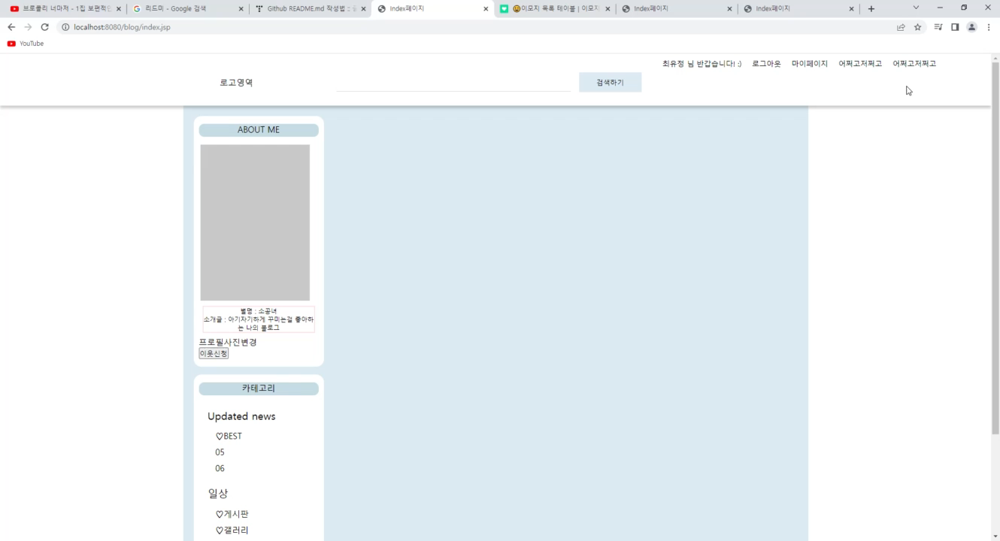 브로콜리 너마저 - 1집 보편적인
리드미 - Google 검색
Github README.md 작성법 ::
Index페이지
😀이모지 목록 테이블 | 이모지
Index페이지
Index페이지
localhost:8080/blog/index.jsp
YouTube
최유정 님 반갑습니다! :) 로그아웃 마이페이지 어쩌고저쩌고 어쩌고저쩌고
로고영역
검색하기
ABOUT ME
별명 : 소공녀
소개글 : 아기자기하게 꾸미는걸 좋아하
는 나의 블로그
프로필사진변경
이웃신청
카테고리
Updated news
♡BEST
05
06
일상
♡게시판
♡갤러리